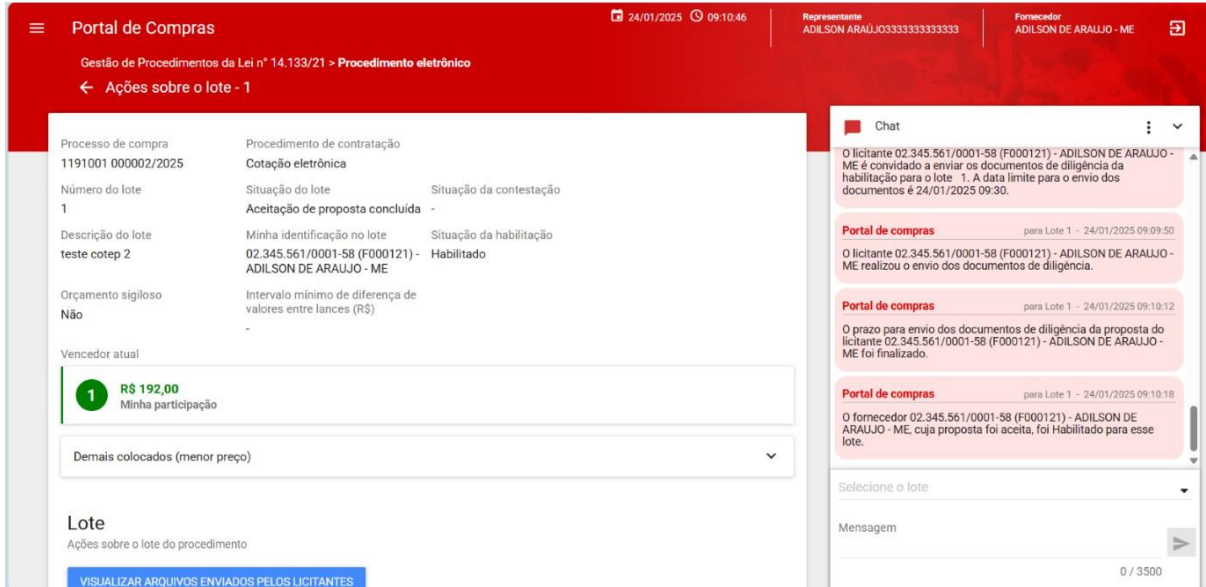 Portal de Compras
24/01/2025 09:10:46
Representante
ADILSON ARAÚJO3333333333333
Fornecedor
ADILSON DE ARAUJO - ME
Gestão de Procedimentos da Lei n° 14.133/21 > Procedimento eletrônico
Ações sobre o lote - 1
Processo de compra
1191001 000002/2025
Procedimento de contratação
Cotação eletrônica
Número do lote
1
Situação do lote
Aceitação de proposta concluída
Situação da contestação
-
Descrição do lote
teste cotep 2
Minha identificação no lote
02.345.561/0001-58 (F000121) -
ADILSON DE ARAUJO - ME
Situação da habilitação
Habilitado
Orçamento sigiloso
Não
Intervalo mínimo de diferença de
valores entre lances (R$)
-
Vencedor atual
1
R$ 192,00
Minha participação
Demais colocados (menor preço)
Lote
Ações sobre o lote do procedimento
VISUALIZAR ARQUIVOS ENVIADOS PELOS LICITANTES
Chat
O licitante 02.345.561/0001-58 (F000121) - ADILSON DE ARAUJO -
ME é convidado a enviar os documentos de diligência da
habilitação para o lote 1. A data limite para o envio dos
documentos é 24/01/2025 09:30.
Portal de compras para Lote 1 - 24/01/2025 09:09:50
O licitante 02.345.561/0001-58 (F000121) - ADILSON DE ARAUJO -
ME realizou o envio dos documentos de diligência.
Portal de compras para Lote 1 - 24/01/2025 09:10:12
O prazo para envio dos documentos de diligência da proposta do
licitante 02.345.561/0001-58 (F000121) - ADILSON DE ARAUJO -
ME foi finalizado.
Portal de compras para Lote 1 - 24/01/2025 09:10:18
O fornecedor 02.345.561/0001-58 (F000121) - ADILSON DE
ARAUJO - ME, cuja proposta foi aceita, foi Habilitado para esse
lote.
Selecione o lote
Mensagem
0 / 3500